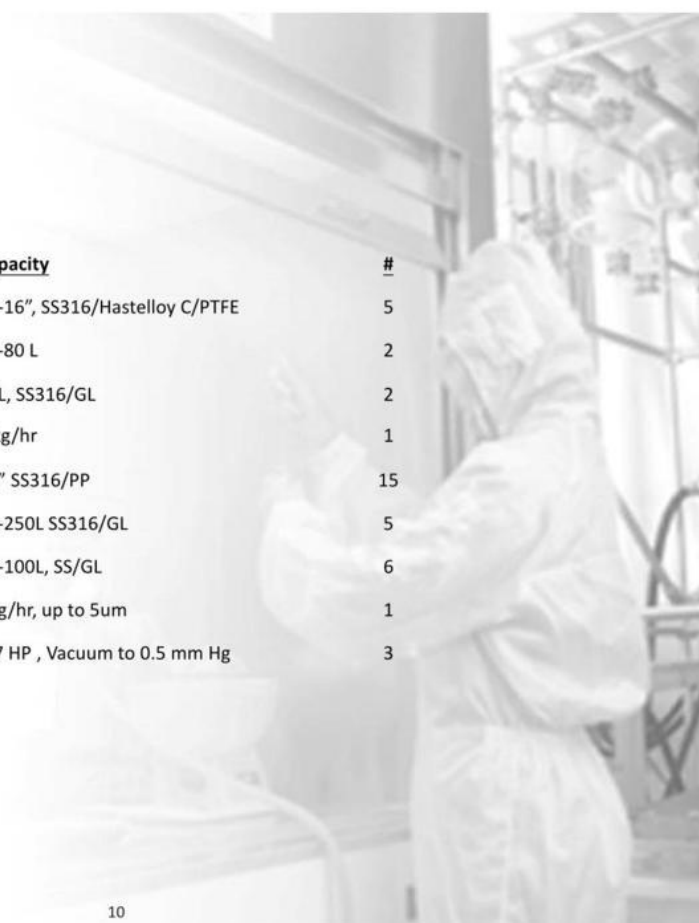 pacity #
-16", SS316/Hastelloy C/PTFE 5
-80 L 2
L, SS316/GL 2
g/hr 1
" SS316/PP 15
-250L SS316/GL 5
-100L, SS/GL 6
g/hr, up to 5um 1
HP , Vacuum to 0.5 mm Hg 3
10